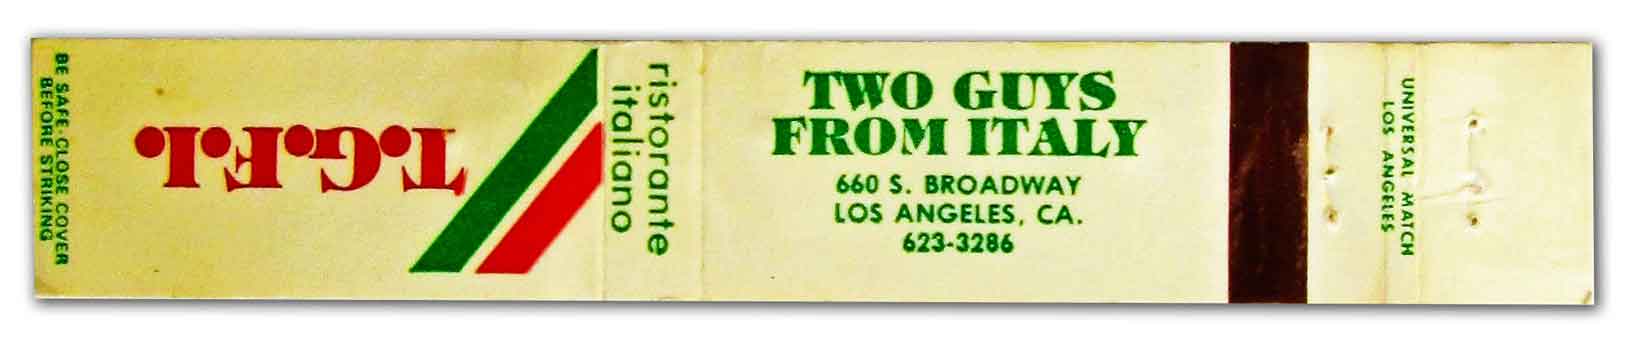 BE SAFE-CLOSE COVER
BEFORE STRIKING
T.G.F.I.
ristorante
italiano
TWO GUYS
FROM ITALY
660 S. BROADWAY
LOS ANGELES, CA.
623-3286
UNIVERSAL MATCH
LOS ANGELES